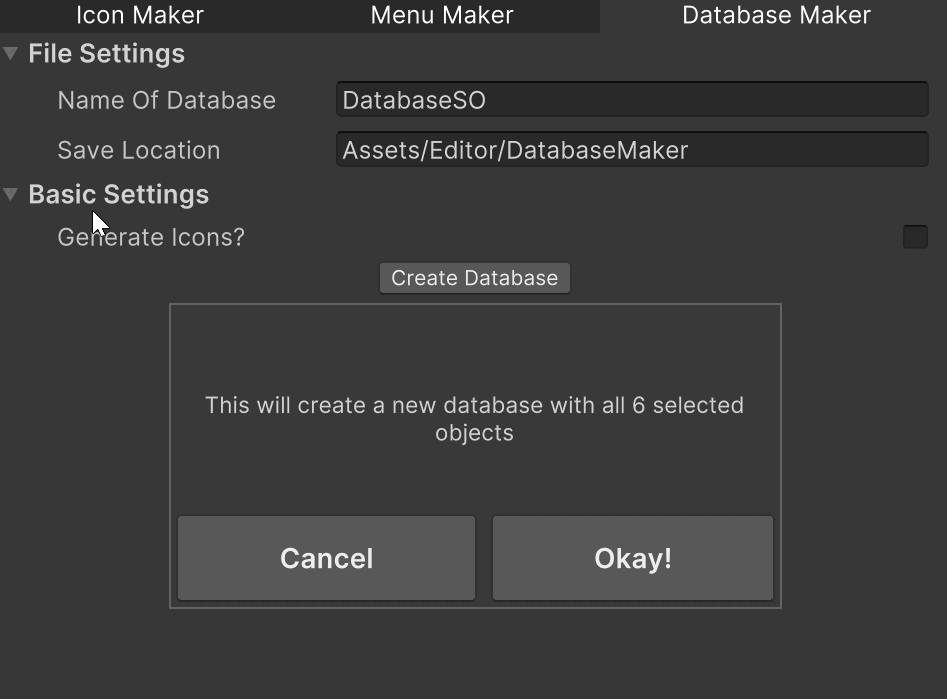 Icon Maker Menu Maker Database Maker
File Settings
Name Of Database DatabaseSO
Save Location Assets/Editor/DatabaseMaker
Basic Settings
Generate Icons?
Create Database
This will create a new database with all 6 selected
objects
Cancel Okay!